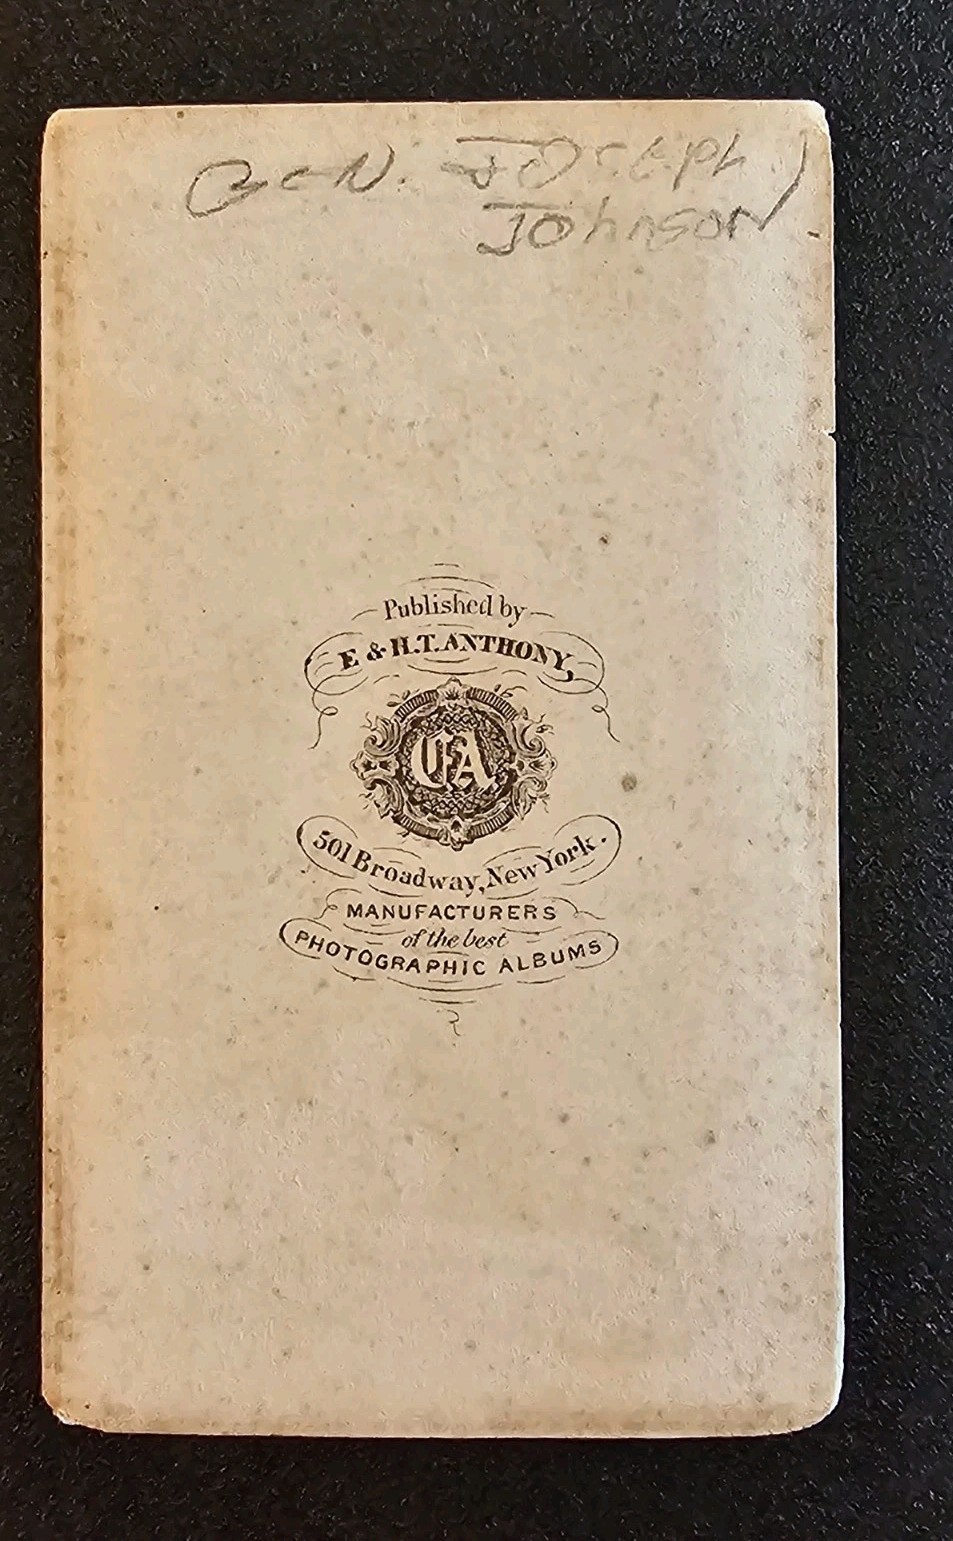 Gen. Joseph
Johnson.
Published by
E & H.T. ANTHONY,
501 Broadway, New York.
MANUFACTURERS
of the best
PHOTOGRAPHIC ALBUMS